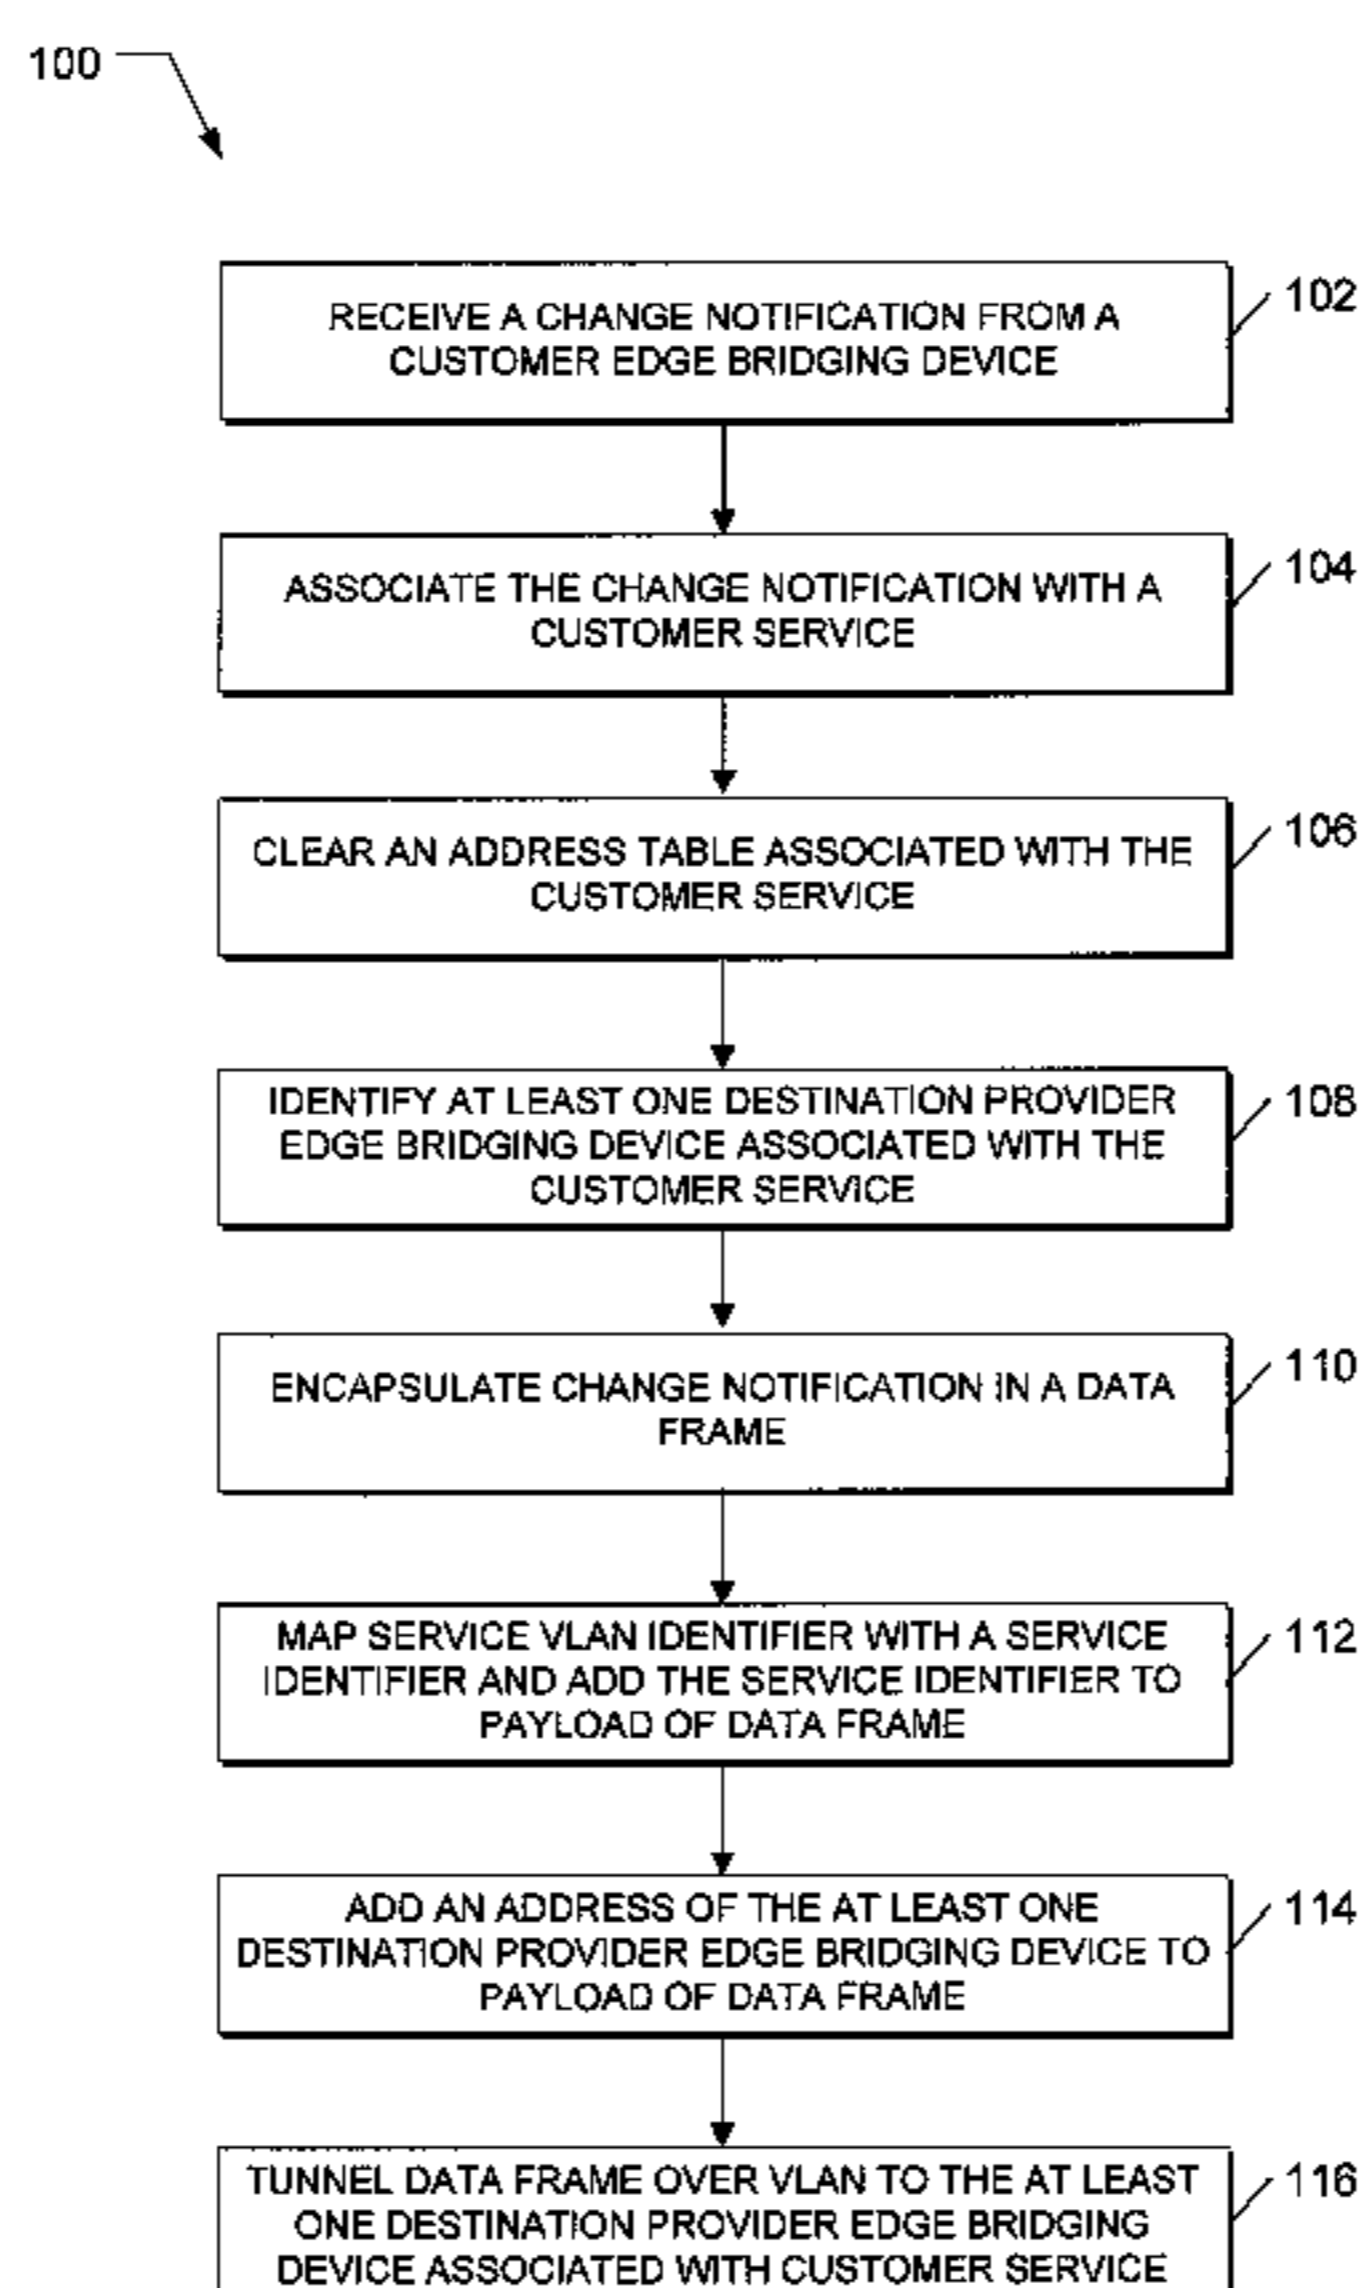 100
RECEIVE A CHANGE NOTIFICATION FROM A
CUSTOMER EDGE BRIDGING DEVICE
102
ASSOCIATE THE CHANGE NOTIFICATION WITH A
CUSTOMER SERVICE
104
CLEAR AN ADDRESS TABLE ASSOCIATED WITH THE
CUSTOMER SERVICE
106
IDENTIFY AT LEAST ONE DESTINATION PROVIDER
EDGE BRIDGING DEVICE ASSOCIATED WITH THE
CUSTOMER SERVICE
108
ENCAPSULATE CHANGE NOTIFICATION IN A DATA
FRAME
110
MAP SERVICE VLAN IDENTIFIER WITH A SERVICE
IDENTIFIER AND ADD THE SERVICE IDENTIFIER TO
PAYLOAD OF DATA FRAME
112
ADD AN ADDRESS OF THE AT LEAST ONE
DESTINATION PROVIDER EDGE BRIDGING DEVICE TO
PAYLOAD OF DATA FRAME
114
TUNNEL DATA FRAME OVER VLAN TO THE AT LEAST
ONE DESTINATION PROVIDER EDGE BRIDGING
DEVICE ASSOCIATED WITH CUSTOMER SERVICE
116